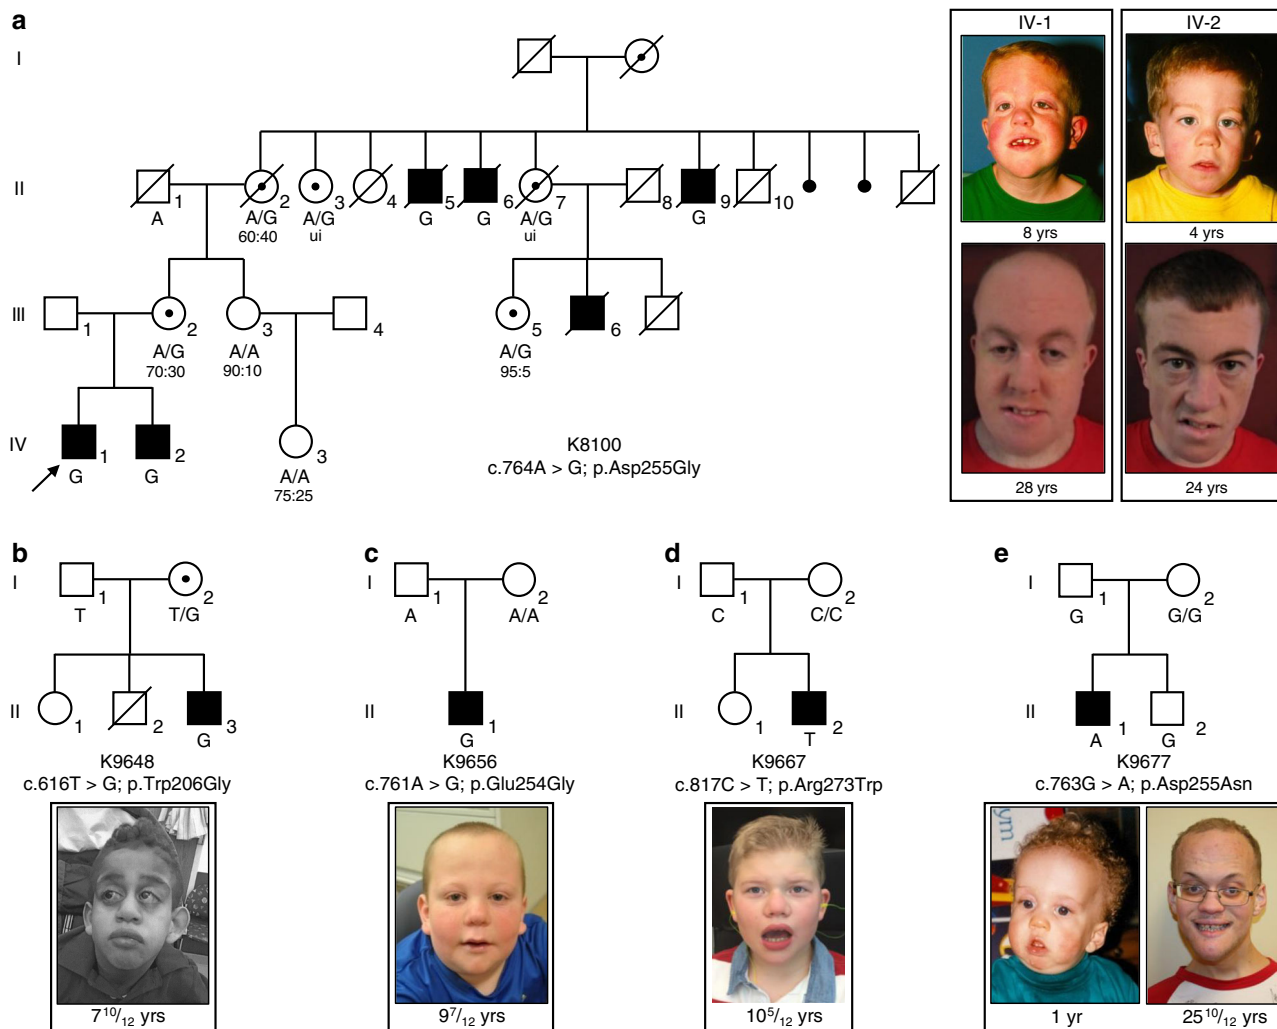 a
IV-1
IV-2
I
II
1
2
3
4
5
6
7
8
9
10
A
A/G
A/G
G
G
A/G
G
60:40
ui
ui
8 yrs
4 yrs
III
1
2
3
4
5
6
A/G
A/A
A/G
70:30
90:10
95:5
IV
1
2
3
G
G
A/A
75:25
K8100
c.764A > G; p.Asp255Gly
28 yrs
24 yrs
b
I
1
2
T
T/G
II
1
2
3
G
K9648
c.616T > G; p.Trp206Gly
7 10/12 yrs
c
I
1
2
A
A/A
II
1
G
K9656
c.761A > G; p.Glu254Gly
9 7/12 yrs
d
I
1
2
C
C/C
II
1
2
T
K9667
c.817C > T; p.Arg273Trp
10 5/12 yrs
e
I
1
2
G
G/G
II
1
2
A
G
K9677
c.763G > A; p.Asp255Asn
ym
1 yr
25 10/12 yrs